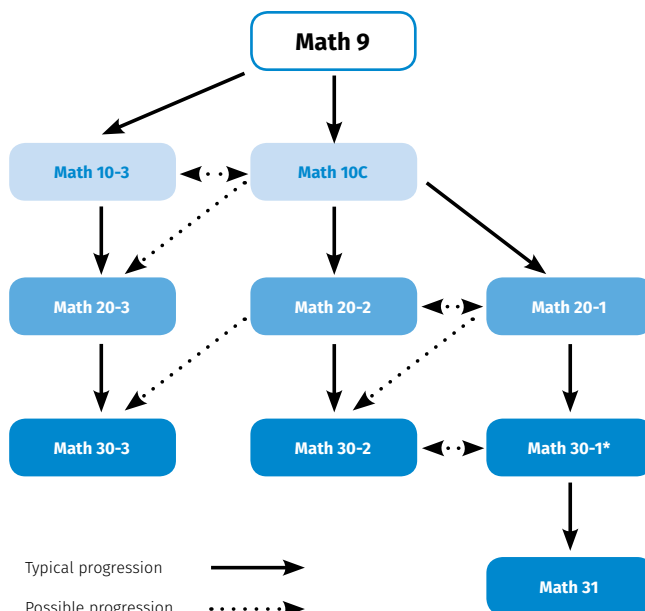 Math 9
Math 10-3
Math 10C
Math 20-3
Math 20-2
Math 20-1
Math 30-3
Math 30-2
Math 30-1*
Typical progression
Math 31
Possible progression